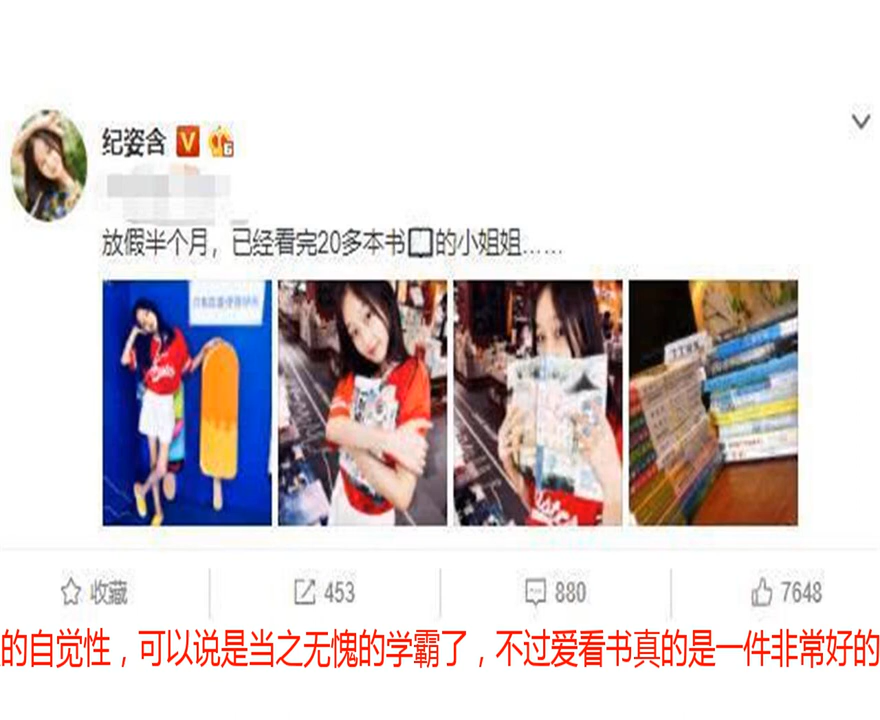 纪姿含
放假半个月，已经看完20多本书口的小姐姐……
收藏
453
880
7648
的自觉性，可以说是当之无愧的学霸了，不过爱看书真的是一件非常好的